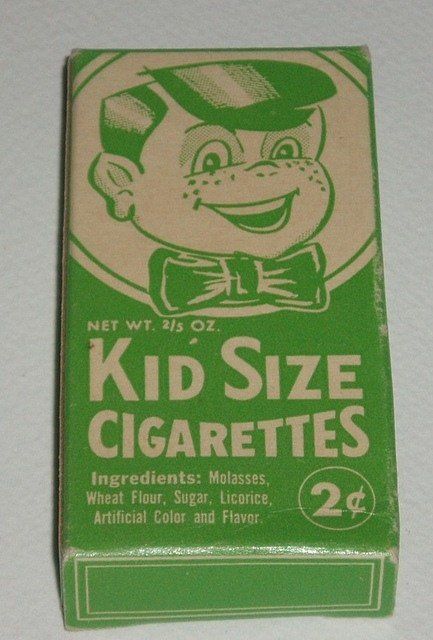 NET WT. 2/5 OZ.
KID SIZE
CIGARETTES
Ingredients: Molasses,
Wheat Flour, Sugar, Licorice,
Artificial Color and Flavor.
2¢